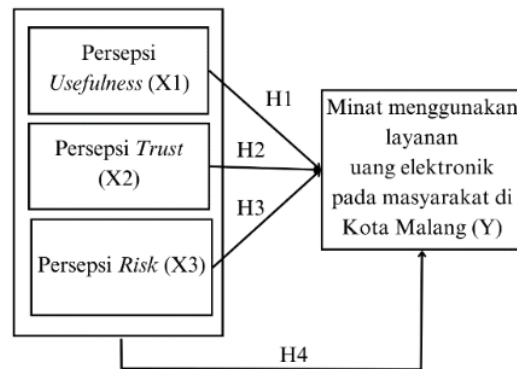 Persepsi
Usefulness (X1)
H1
Persepsi Trust
(X2)
H2
Persepsi Risk (X3)
H3
Minat menggunakan
layanan
uang elektronik
pada masyarakat di
Kota Malang (Y)
H4